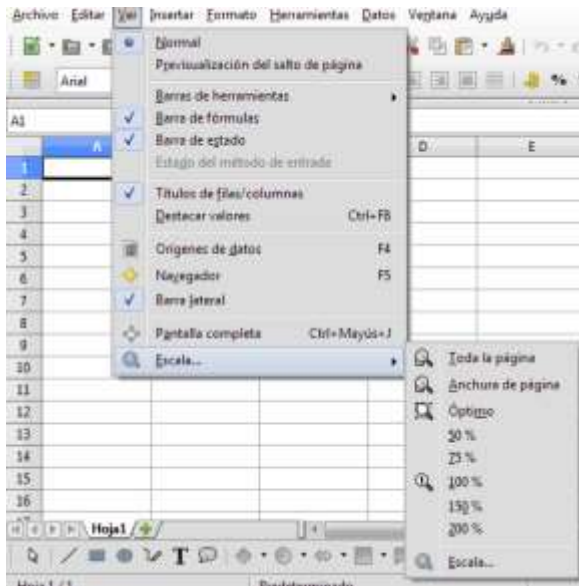 Archivo Editar Ver Insertar Formato Herramientas Datos Ventana Ayuda
Normal
Previsualización del salto de página
Arial
Barras de herramientas
%
A1
Barra de fórmulas
Barra de estado
D E
Estado del método de entrada
A
1
Títulos de filas/columnas
2
Destacar valores Ctrl+F8
3
4
Orígenes de datos F4
5
Navegador F5
6
Barra lateral
7
8
Pantalla completa Ctrl+Mayús+J
9
Escala...
10
Toda la página
11
Anchura de página
12
Óptimo
13
50 %
14
75 %
15
100 %
16
150 %
200 %
Hoja1
Escala...
Hoja 1 / 1 Predeterminado